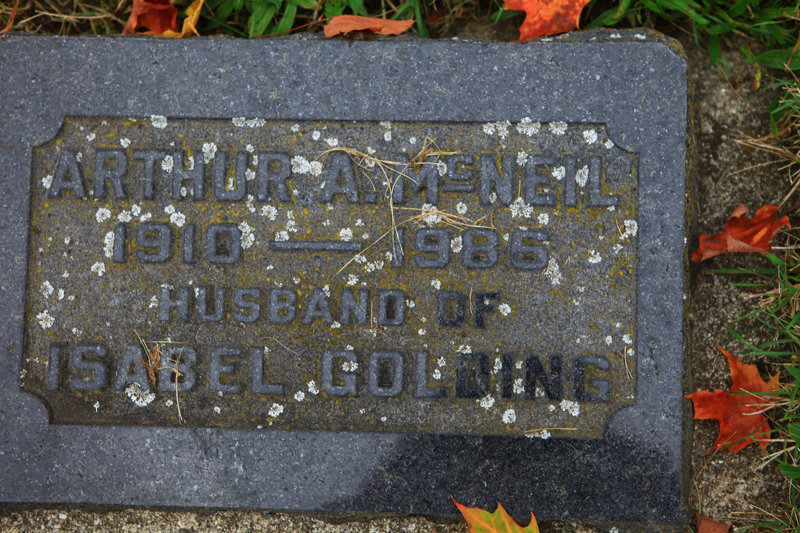 ARTHUR A. McNEIL
1910 — 1986
HUSBAND OF
ISABEL GOLDING